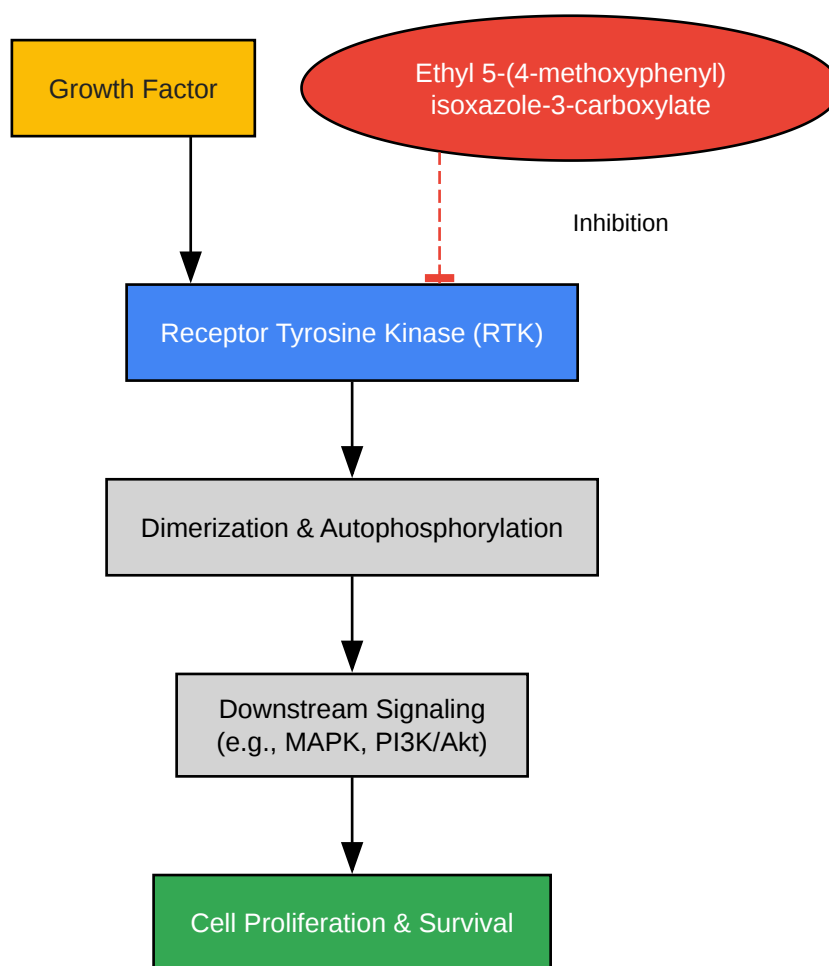 Growth Factor
Ethyl 5-(4-methoxyphenyl)
isoxazole-3-carboxylate
Inhibition
Receptor Tyrosine Kinase (RTK)
Dimerization & Autophosphorylation
Downstream Signaling
(e.g., MAPK, PI3K/Akt)
Cell Proliferation & Survival